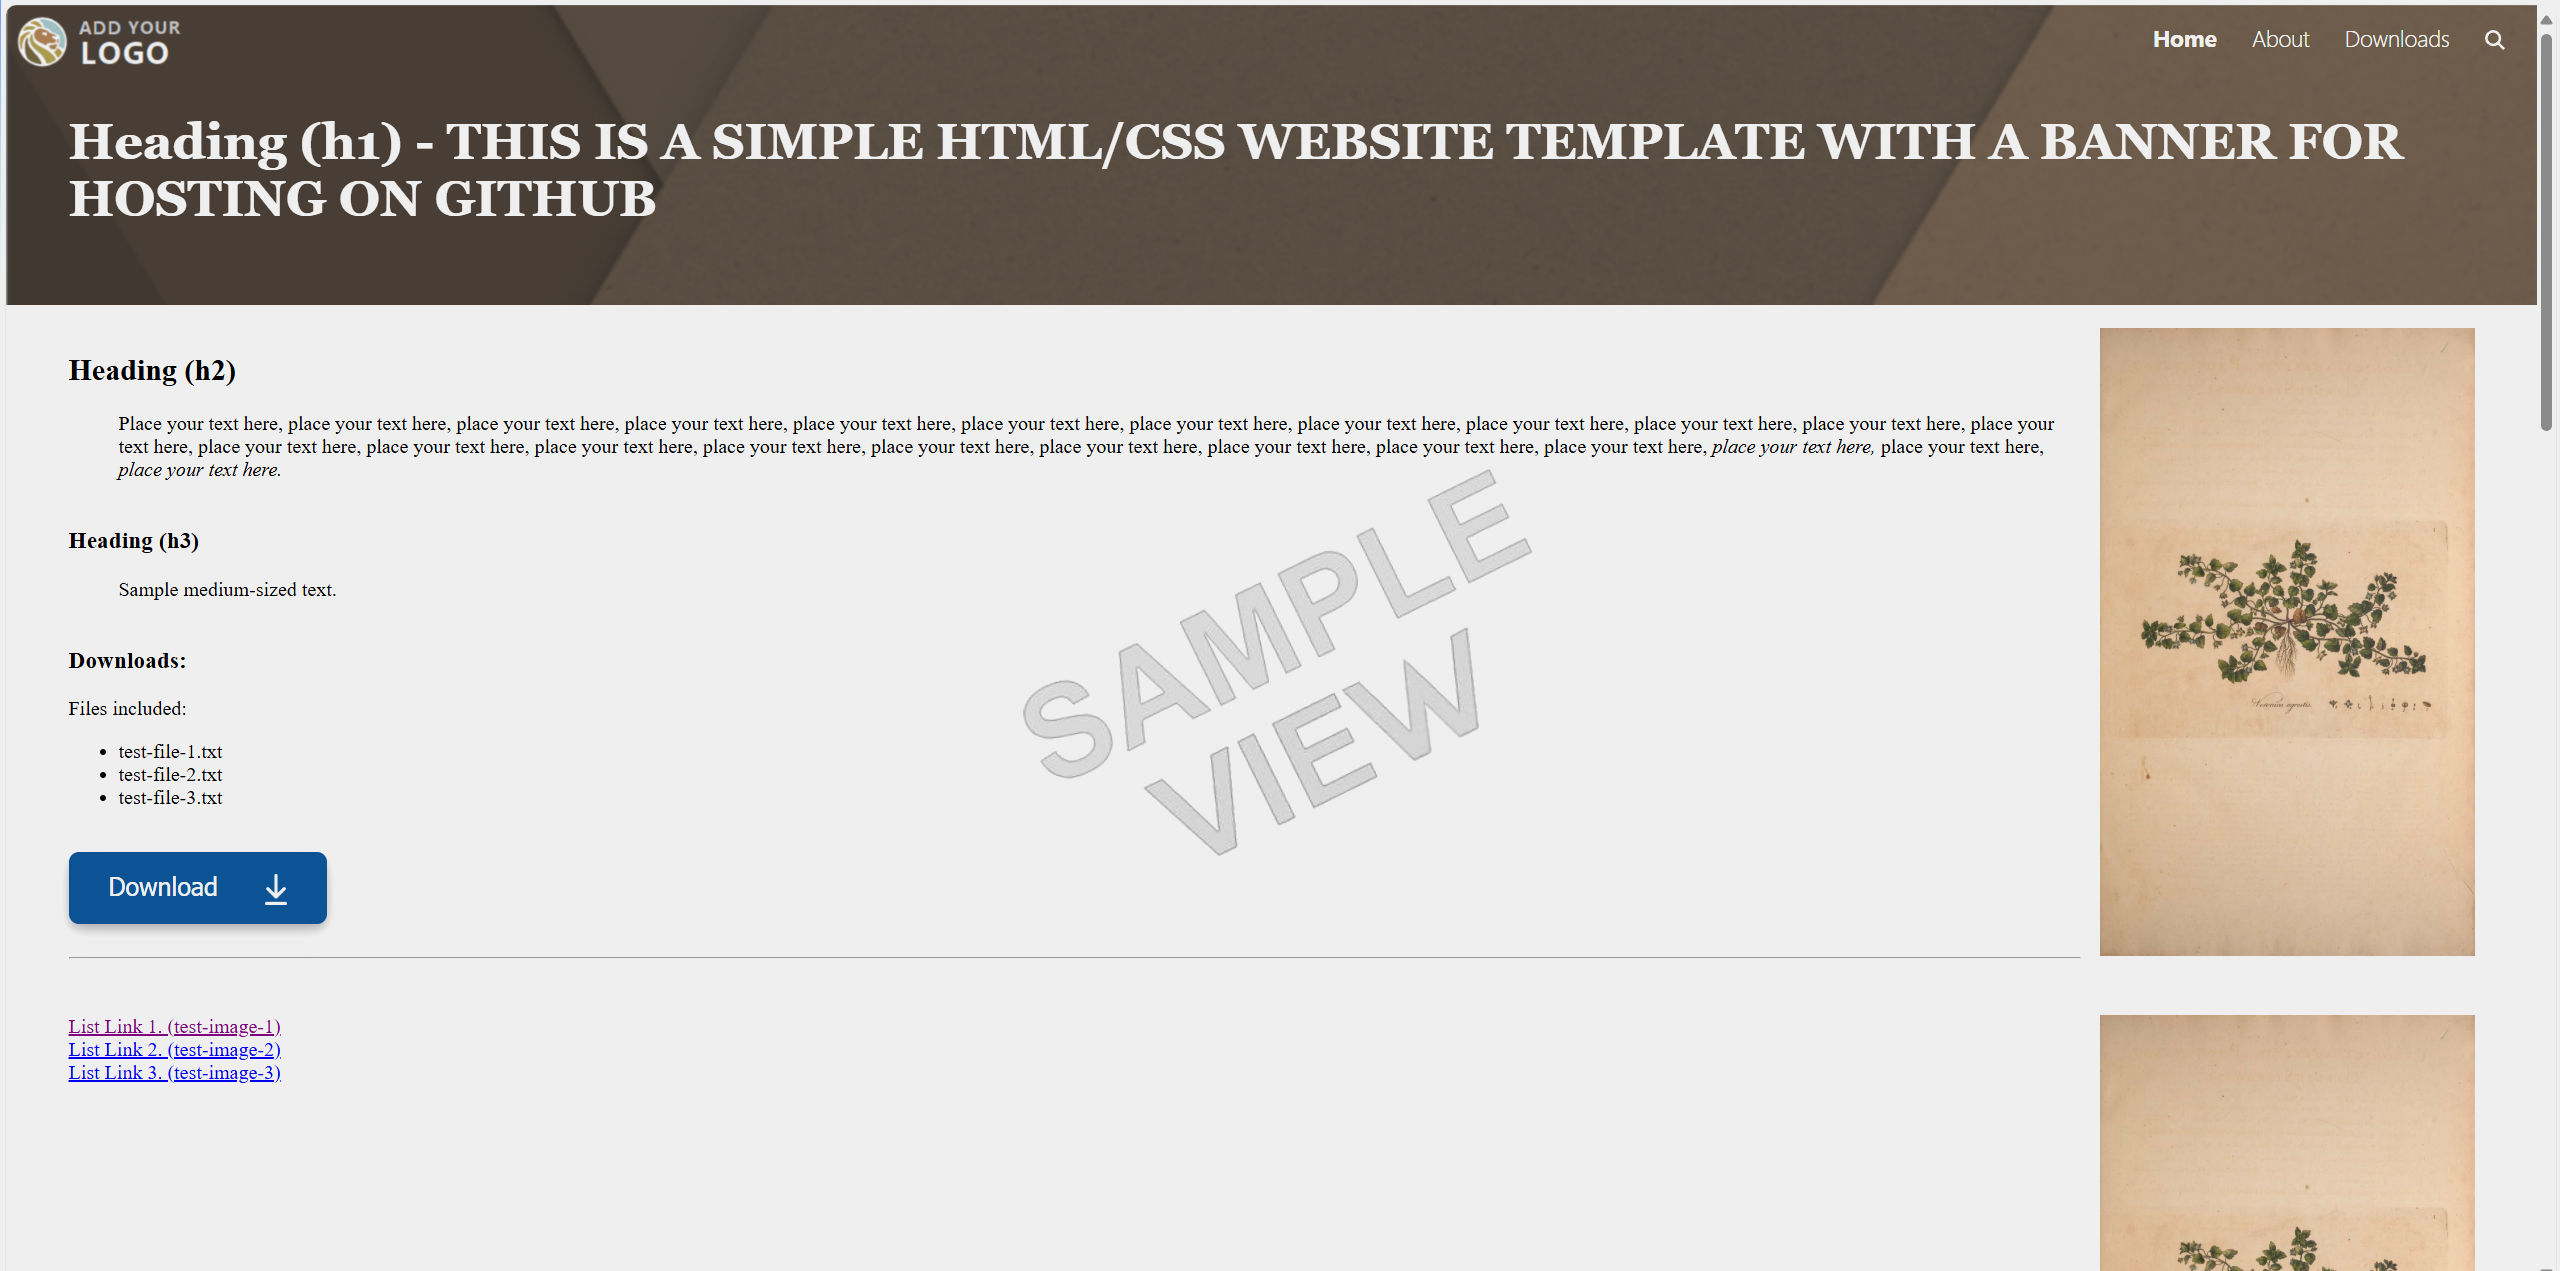 ADD YOUR
LOGO
Home About Downloads
Heading (h1) - THIS IS A SIMPLE HTML/CSS WEBSITE TEMPLATE WITH A BANNER FOR
HOSTING ON GITHUB
Heading (h2)
Place your text here, place your text here, place your text here, place your text here, place your text here, place your text here, place your text here, place your text here, place your text here, place your text here, place your text here, place your
text here, place your text here, place your text here, place your text here, place your text here, place your text here, place your text here, place your text here, place your text here, place your text here, place your text here, place your text here,
place your text here.
Heading (h3)
Sample medium-sized text.
Downloads:
Files included:
• test-file-1.txt
• test-file-2.txt
• test-file-3.txt
Download
List Link 1. (test-image-1)
List Link 2. (test-image-2)
List Link 3. (test-image-3)
SAMPLE
VIEW